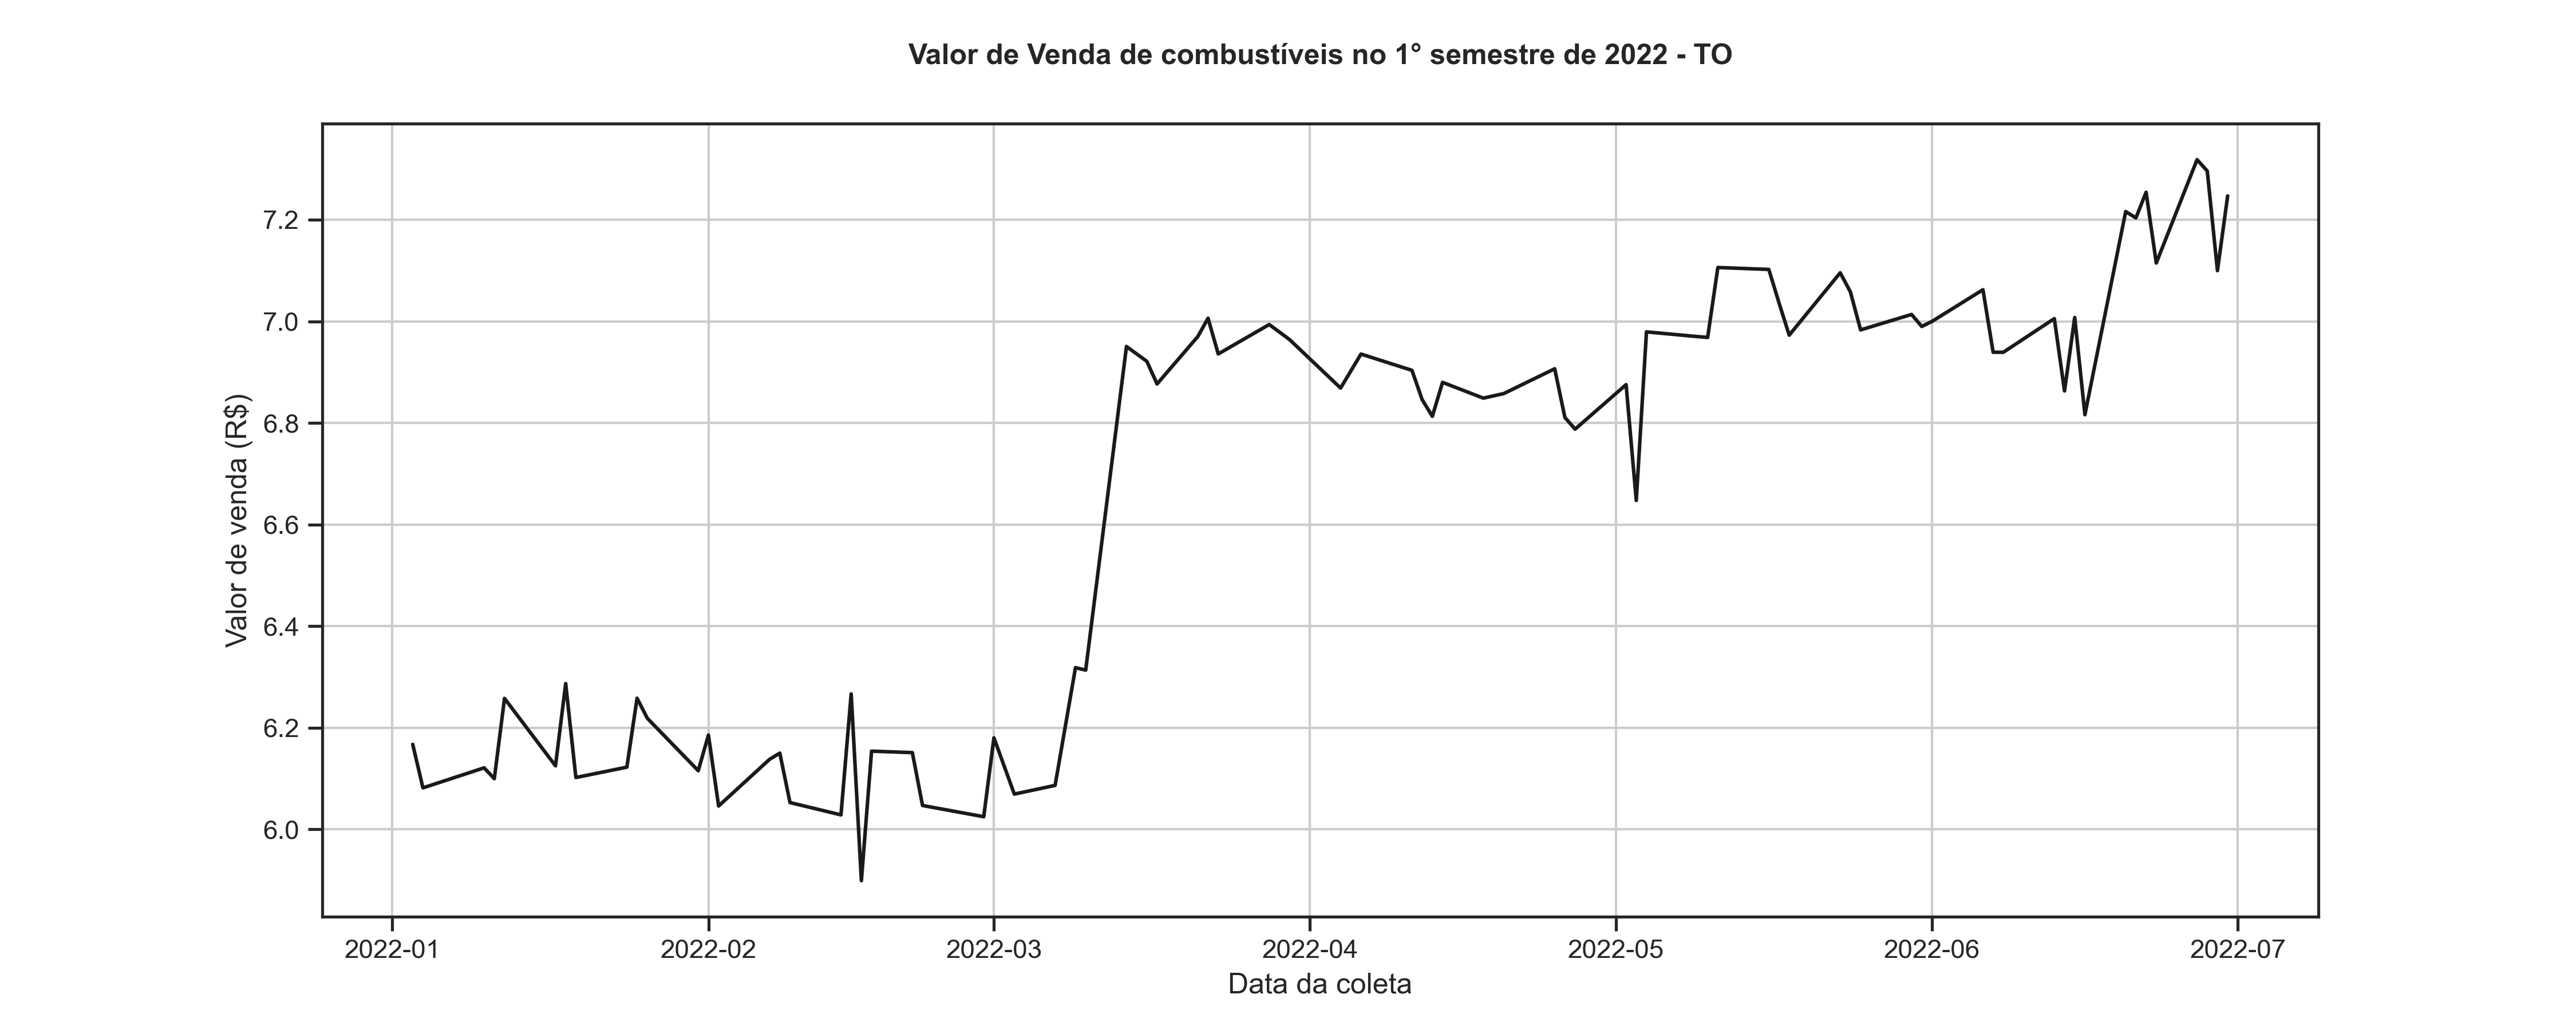 Valor de Venda de combustíveis no 1° semestre de 2022 - TO
Valor de venda (R$)
7.2
7.0
6.8
6.6
6.4
6.2
6.0
2022-01 2022-02 2022-03 2022-04 2022-05 2022-06 2022-07
Data da coleta